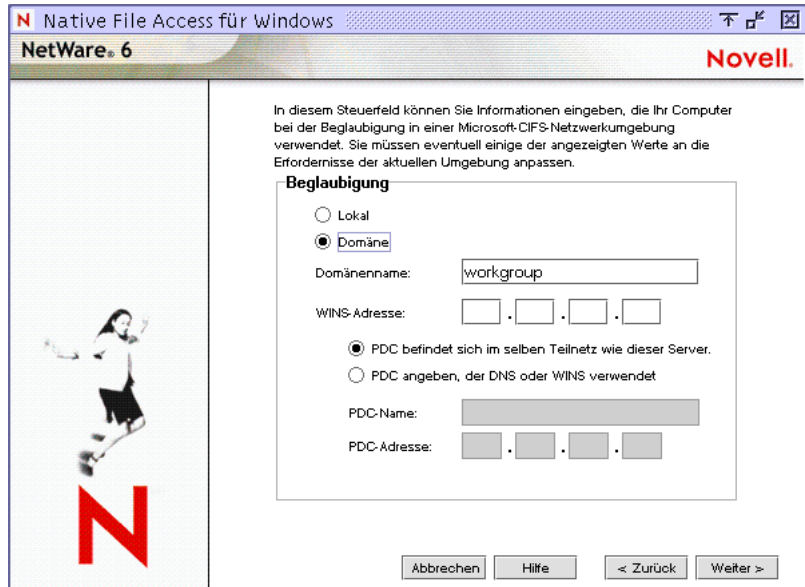 N Native File Access für Windows
NetWare® 6
Novell.
In diesem Steuerfeld können Sie Informationen eingeben, die Ihr Computer
bei der Beglaubigung in einer Microsoft-CIFS-Netzwerkumgebung
verwendet. Sie müssen eventuell einige der angezeigten Werte an die
Erfordernisse der aktuellen Umgebung anpassen.
Beglaubigung
Lokal
Domäne
Domänenname: workgroup
WINS-Adresse: . . .
PDC befindet sich im selben Teilnetz wie dieser Server.
PDC angeben, der DNS oder WINS verwendet
PDC-Name:
PDC-Adresse: . . .
N
Abbrechen Hilfe < Zurück Weiter >